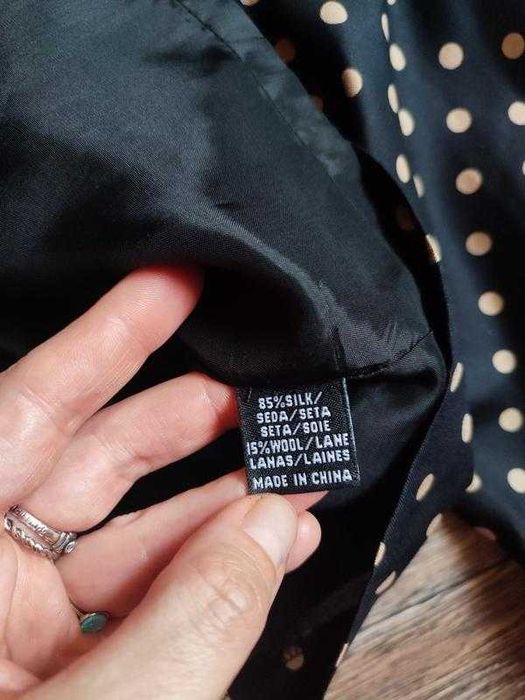 85%SILK/
SEDA/SETA
SETA/SOIE
15%WOOL/LANE
LANAS/LAINES
MADE IN CHINA